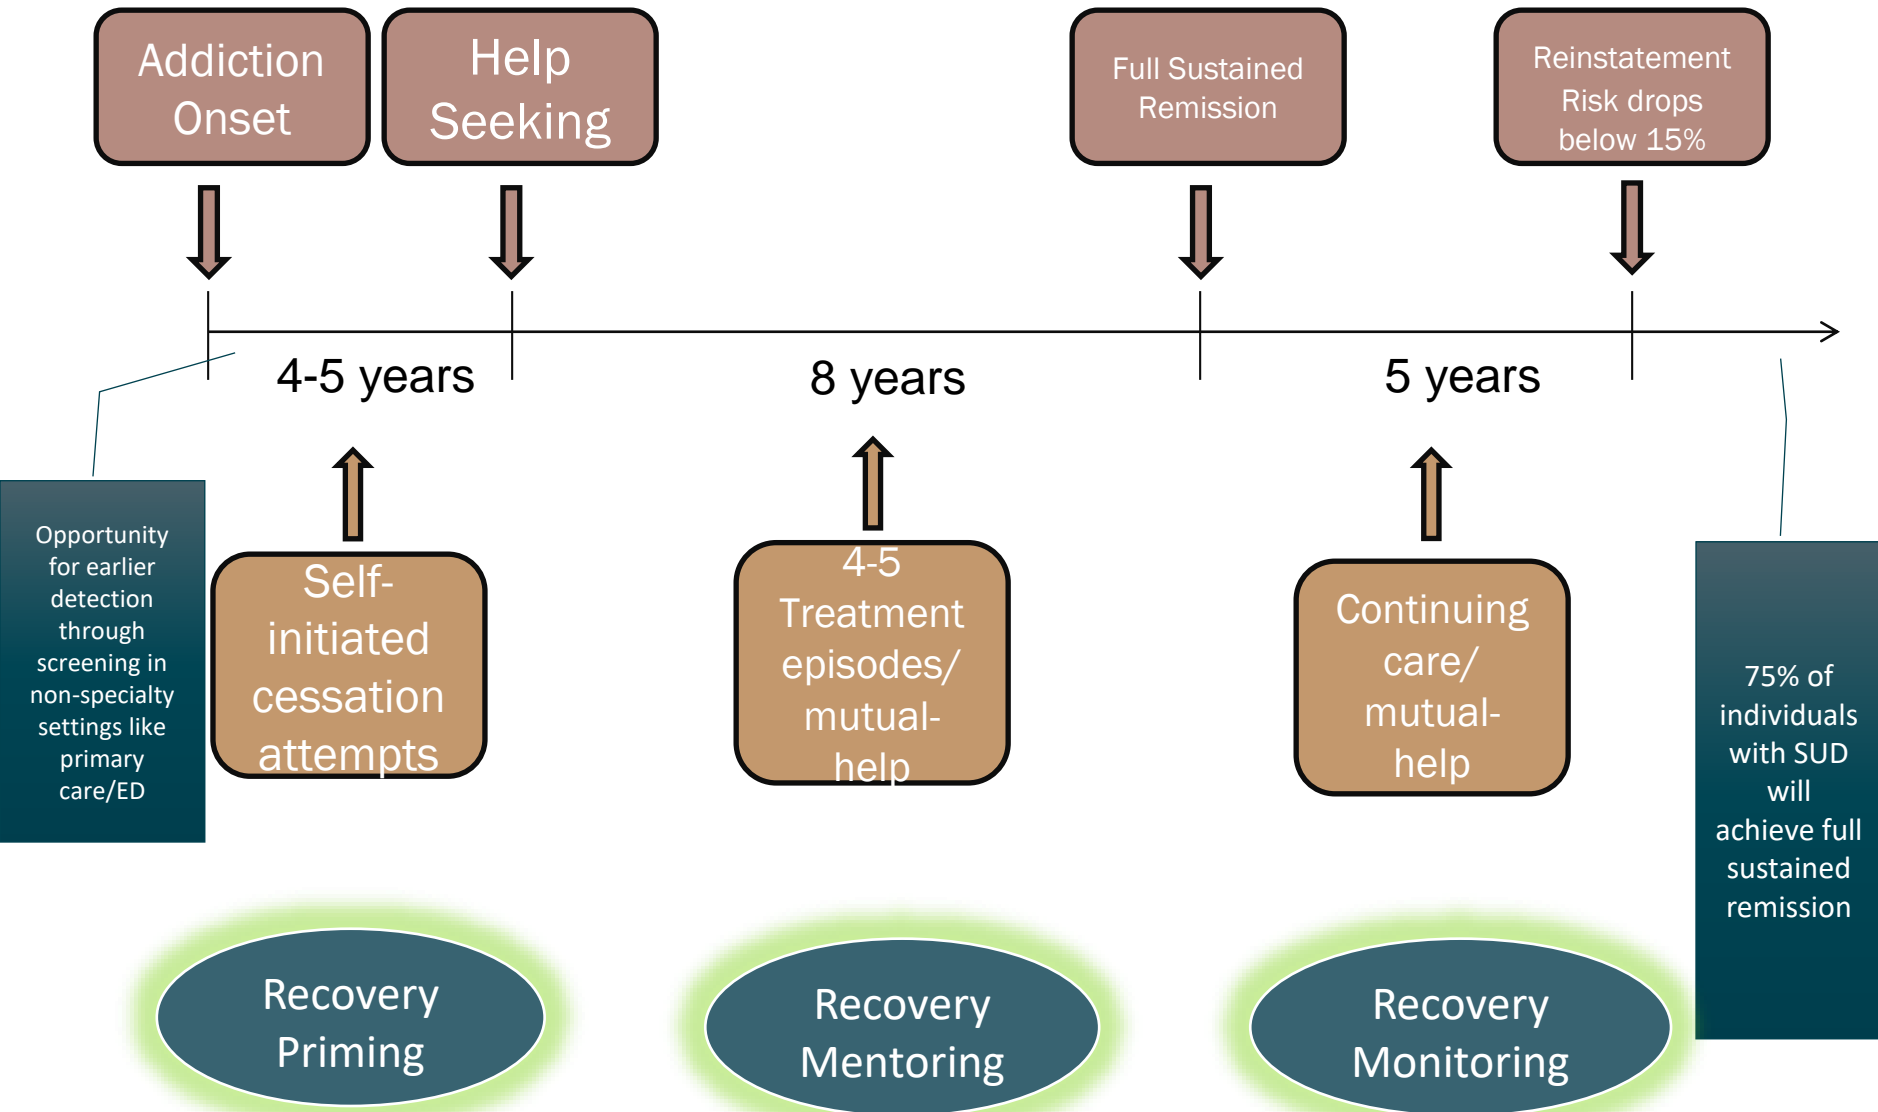 Addiction
Onset
Help
Seeking
Full Sustained
Remission
Reinstatement
Risk drops
below 15%
4-5 years
8 years
5 years
Opportunity
for earlier
detection
through
screening in
non-specialty
settings like
primary
care/ED
Self-
initiated
cessation
attempts
4-5
Treatment
episodes/
mutual-
help
Continuing
care/
mutual-
help
75% of
individuals
with SUD
will
achieve full
sustained
remission
Recovery
Priming
Recovery
Mentoring
Recovery
Monitoring